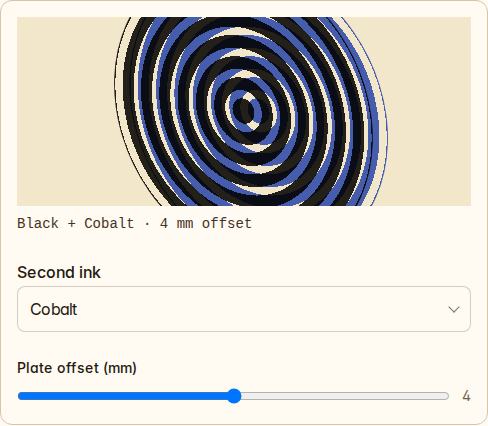 Black + Cobalt · 4 mm offset
Second ink
Cobalt
Plate offset (mm)
4